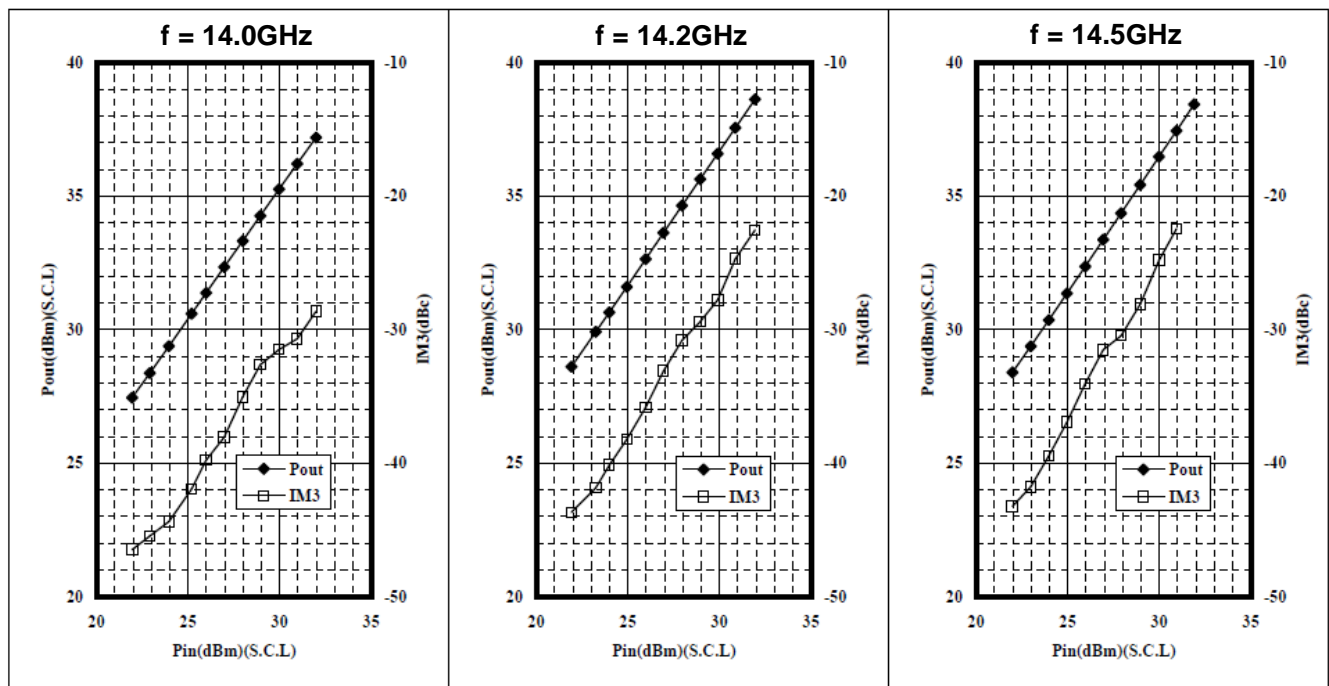 f = 14.0GHz
40
35
30
25
20
-10
-20
-30
-40
-50
20 25 30 35
Pout(dBm)(S.C.L)
IM3(dBc)
Pin(dBm)(S.C.L)
Pout
IM3
f = 14.2GHz
40
35
30
25
20
-10
-20
-30
-40
-50
20 25 30 35
Pout(dBm)(S.C.L)
IM3(dBc)
Pin(dBm)(S.C.L)
Pout
IM3
f = 14.5GHz
40
35
30
25
20
-10
-20
-30
-40
-50
20 25 30 35
Pout(dBm)(S.C.L)
IM3(dBc)
Pin(dBm)(S.C.L)
Pout
IM3